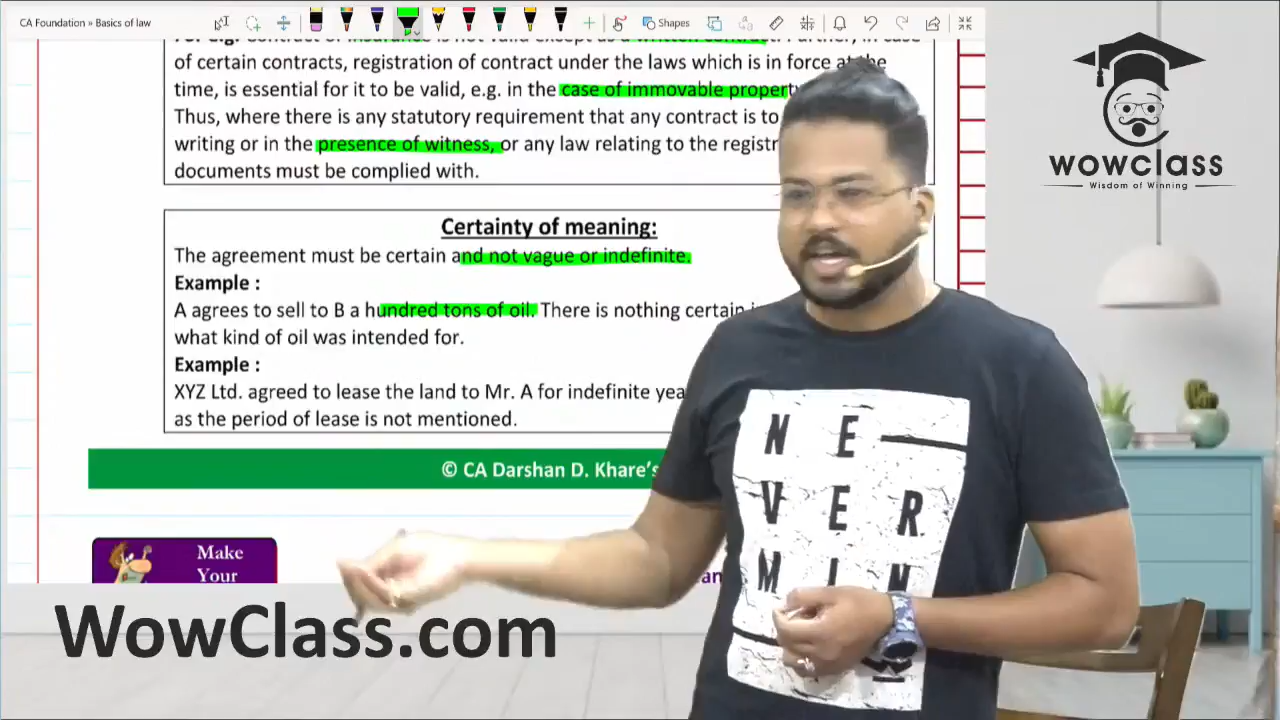 CA Foundation » Basics of law
Shapes
of certain contracts, registration of contract under the laws which is in force at the
time, is essential for it to be valid, e.g. in the case of immovable property
Thus, where there is any statutory requirement that any contract is to
writing or in the presence of witness, or any law relating to the
documents must be complied with.
Certainty of meaning:
The agreement must be certain and not vague or indefinite.
Example :
A agrees to sell to B a hundred tons of oil. There is nothing certain
what kind of oil was intended for.
Example :
XYZ Ltd. agreed to lease the land to Mr. A for indefinite
as the period of lease is not mentioned.
© CA Darshan D. Khare's
Make
Your
WowClass.com
wowclass
Wisdom of Winning
NE
VER
MIN